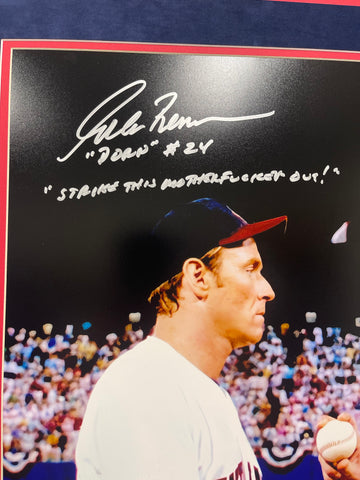 "DORN" #24
"STRIKE THIS MOTHERFUCKER OUT!"